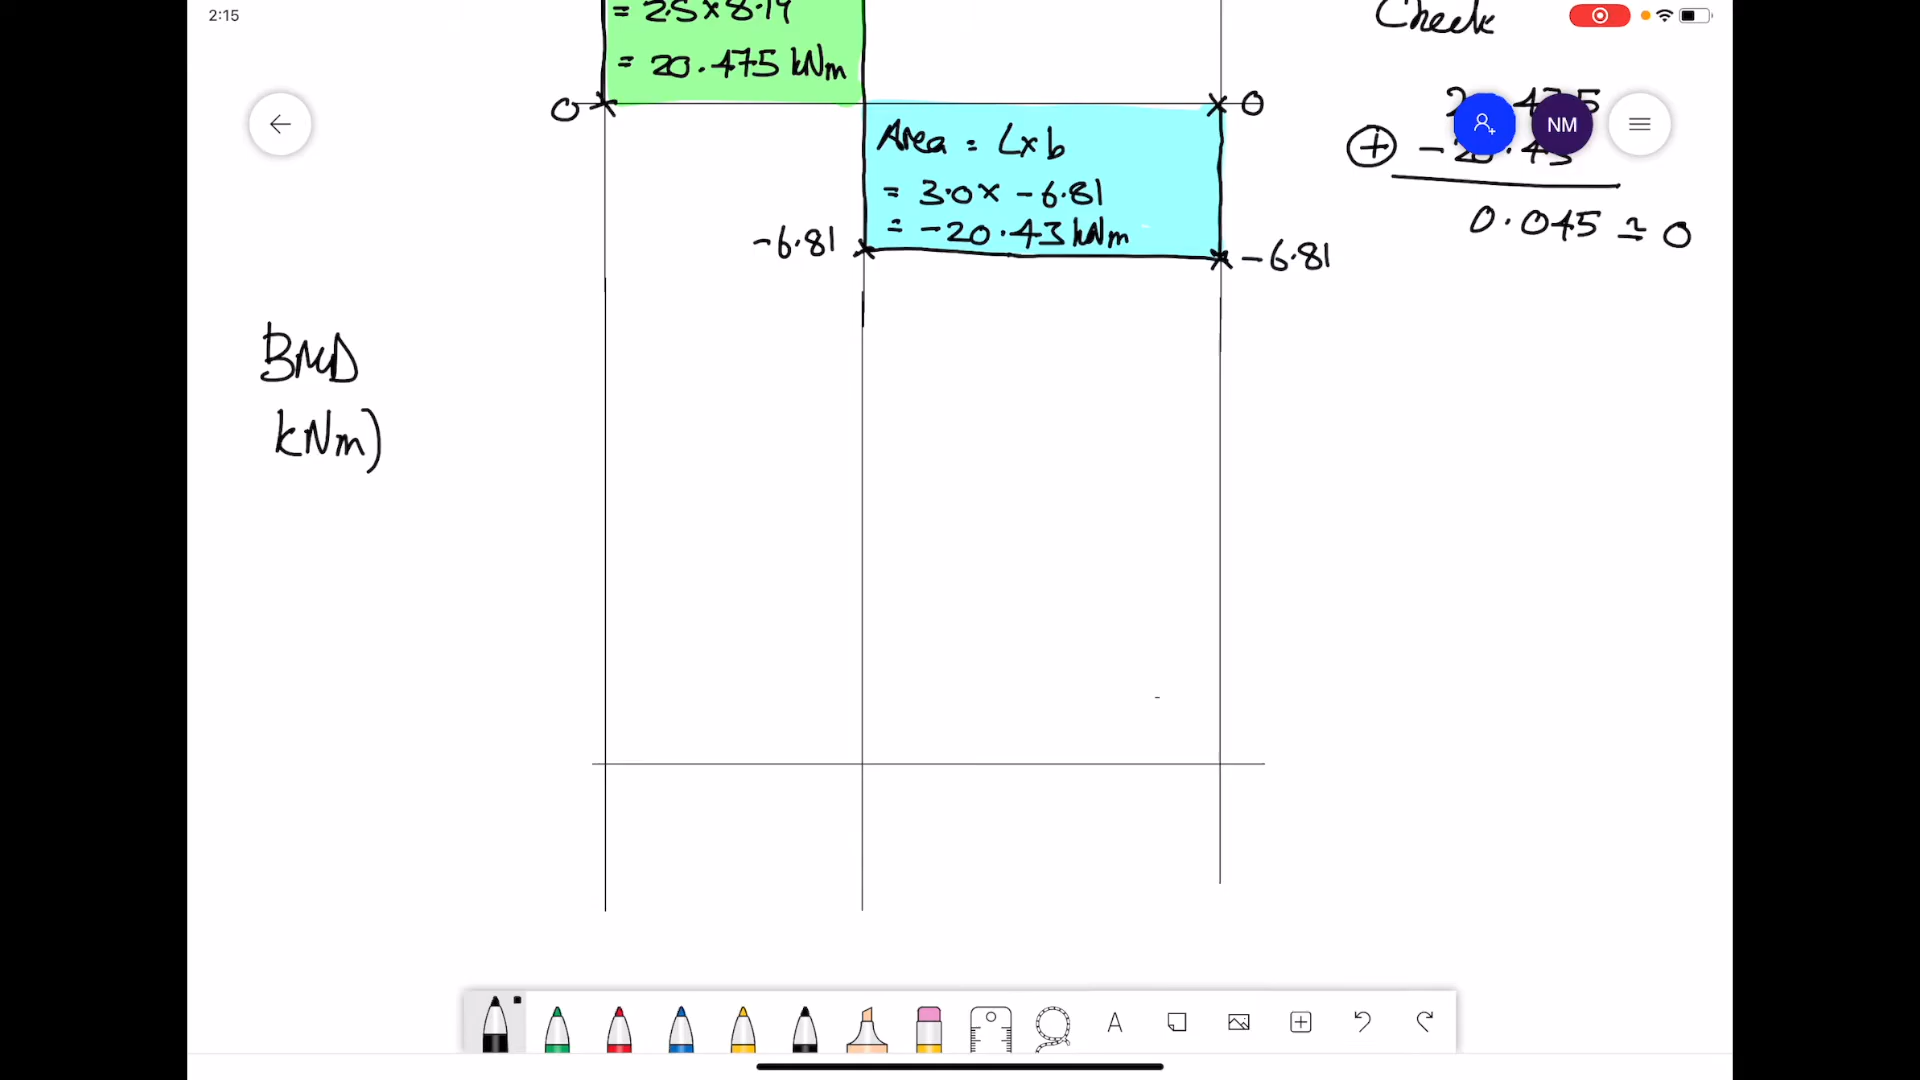 2:15
Check
= 2.5 x 8.19
= 20.475 kNm
0
0
Area = L x b
= 3.0 x -6.81
= -20.43 kNm
-6.81
-6.81
NM
0.045 ≃ 0
BMD
kNm)
A